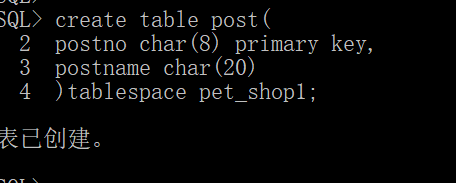 SQL>
SQL> create table post(
2 postno char(8) primary key,
3 postname char(20)
4 )tablespace pet_shop1;
表已创建。
SQL>